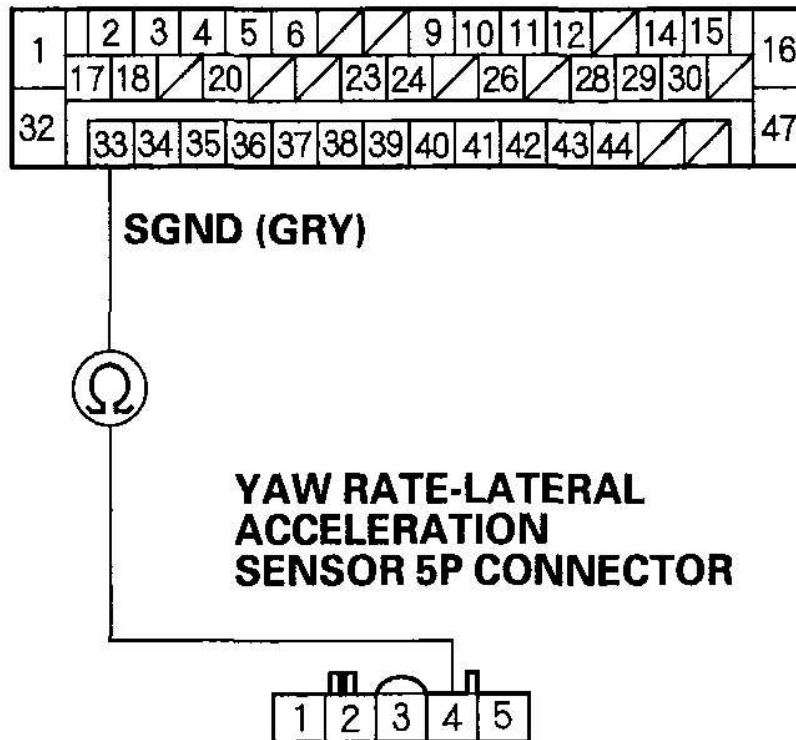 1 2 3 4 5 6 9 10 11 12 14 15 16
17 18 20 23 24 26 28 29 30
32 33 34 35 36 37 38 39 40 41 42 43 44 47
SGND (GRY)
Ω
YAW RATE-LATERAL
ACCELERATION
SENSOR 5P CONNECTOR
1 2 3 4 5